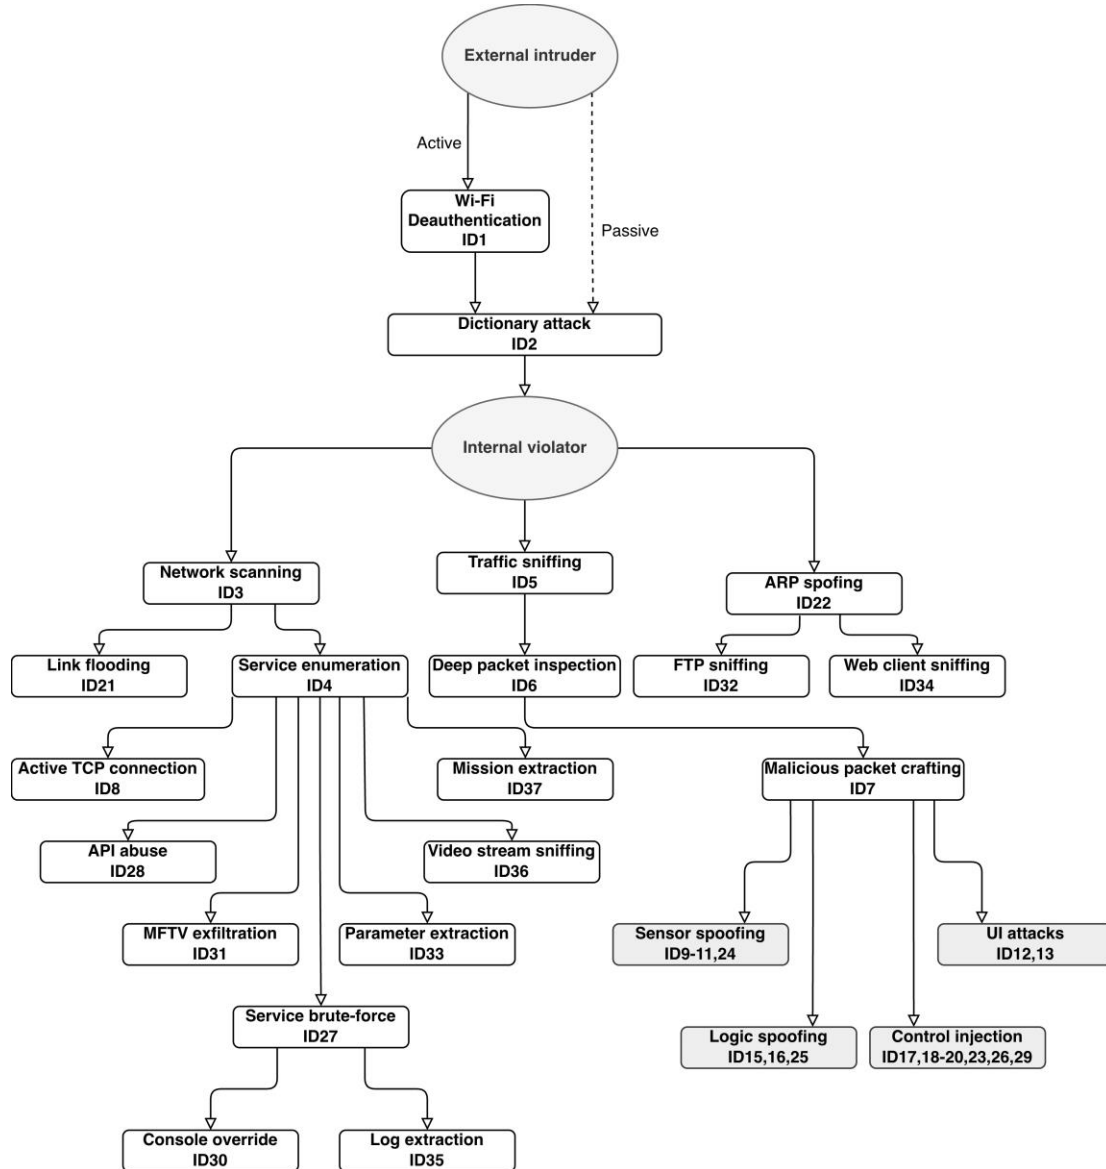 External intruder
Active
Wi-Fi
Deauthentication
ID1
Passive
Dictionary attack
ID2
Internal violator
Network scanning
ID3
Traffic sniffing
ID5
ARP spofing
ID22
Link flooding
ID21
Service enumeration
ID4
Deep packet inspection
ID6
FTP sniffing
ID32
Web client sniffing
ID34
Active TCP connection
ID8
Mission extraction
ID37
Malicious packet crafting
ID7
API abuse
ID28
Video stream sniffing
ID36
MFTV exfiltration
ID31
Parameter extraction
ID33
Sensor spoofing
ID9-11,24
UI attacks
ID12,13
Service brute-force
ID27
Logic spoofing
ID15,16,25
Control injection
ID17,18-20,23,26,29
Console override
ID30
Log extraction
ID35